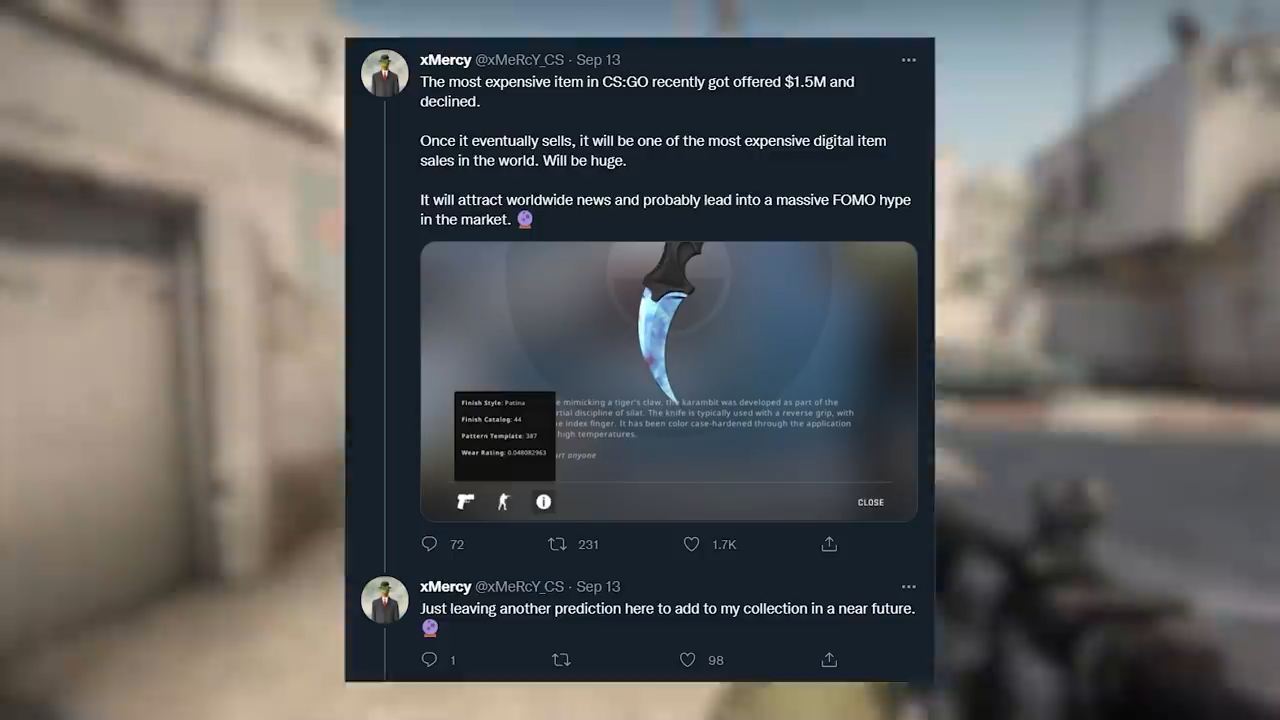 xMercy @xMeRcY_CS · Sep 13
The most expensive item in CS:GO recently got offered $1.5M and
declined.
Once it eventually sells, it will be one of the most expensive digital item
sales in the world. Will be huge.
It will attract worldwide news and probably lead into a massive FOMO hype
in the market. 🔮
Finish Style: Patina
Finish Catalog: 44
Pattern Template: 387
Wear Rating: 0.048082963
e mimicking a tiger's claw, the karambit was developed as part of the
rtial discipline of silat. The knife is typically used with a reverse grip, with
e index finger. It has been color case-hardened through the application
high temperatures.
rt anyone
CLOSE
72 231 1.7K
xMercy @xMeRcY_CS · Sep 13
Just leaving another prediction here to add to my collection in a near future.
🔮
1 98